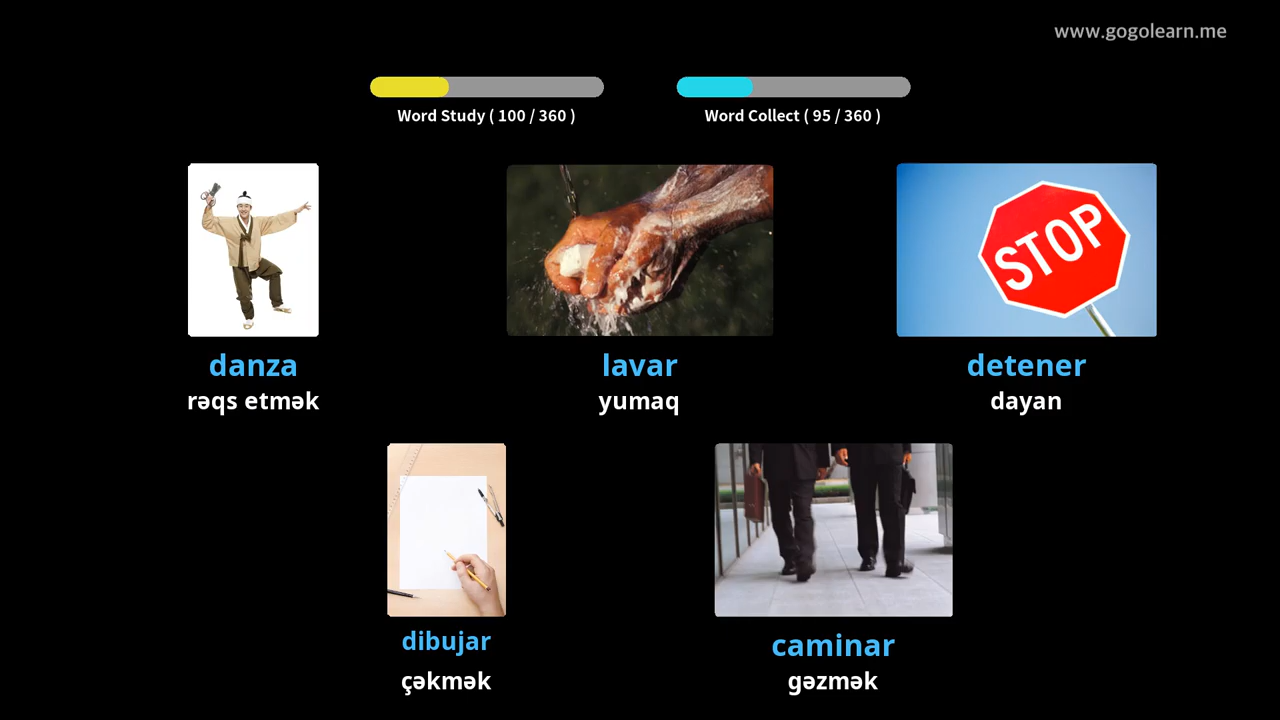 www.gogolearn.me
Word Study ( 100 / 360 )
Word Collect ( 95 / 360 )
STOP
danza
rəqs etmək
lavar
yumaq
detener
dayan
dibujar
çəkmək
caminar
gəzmək